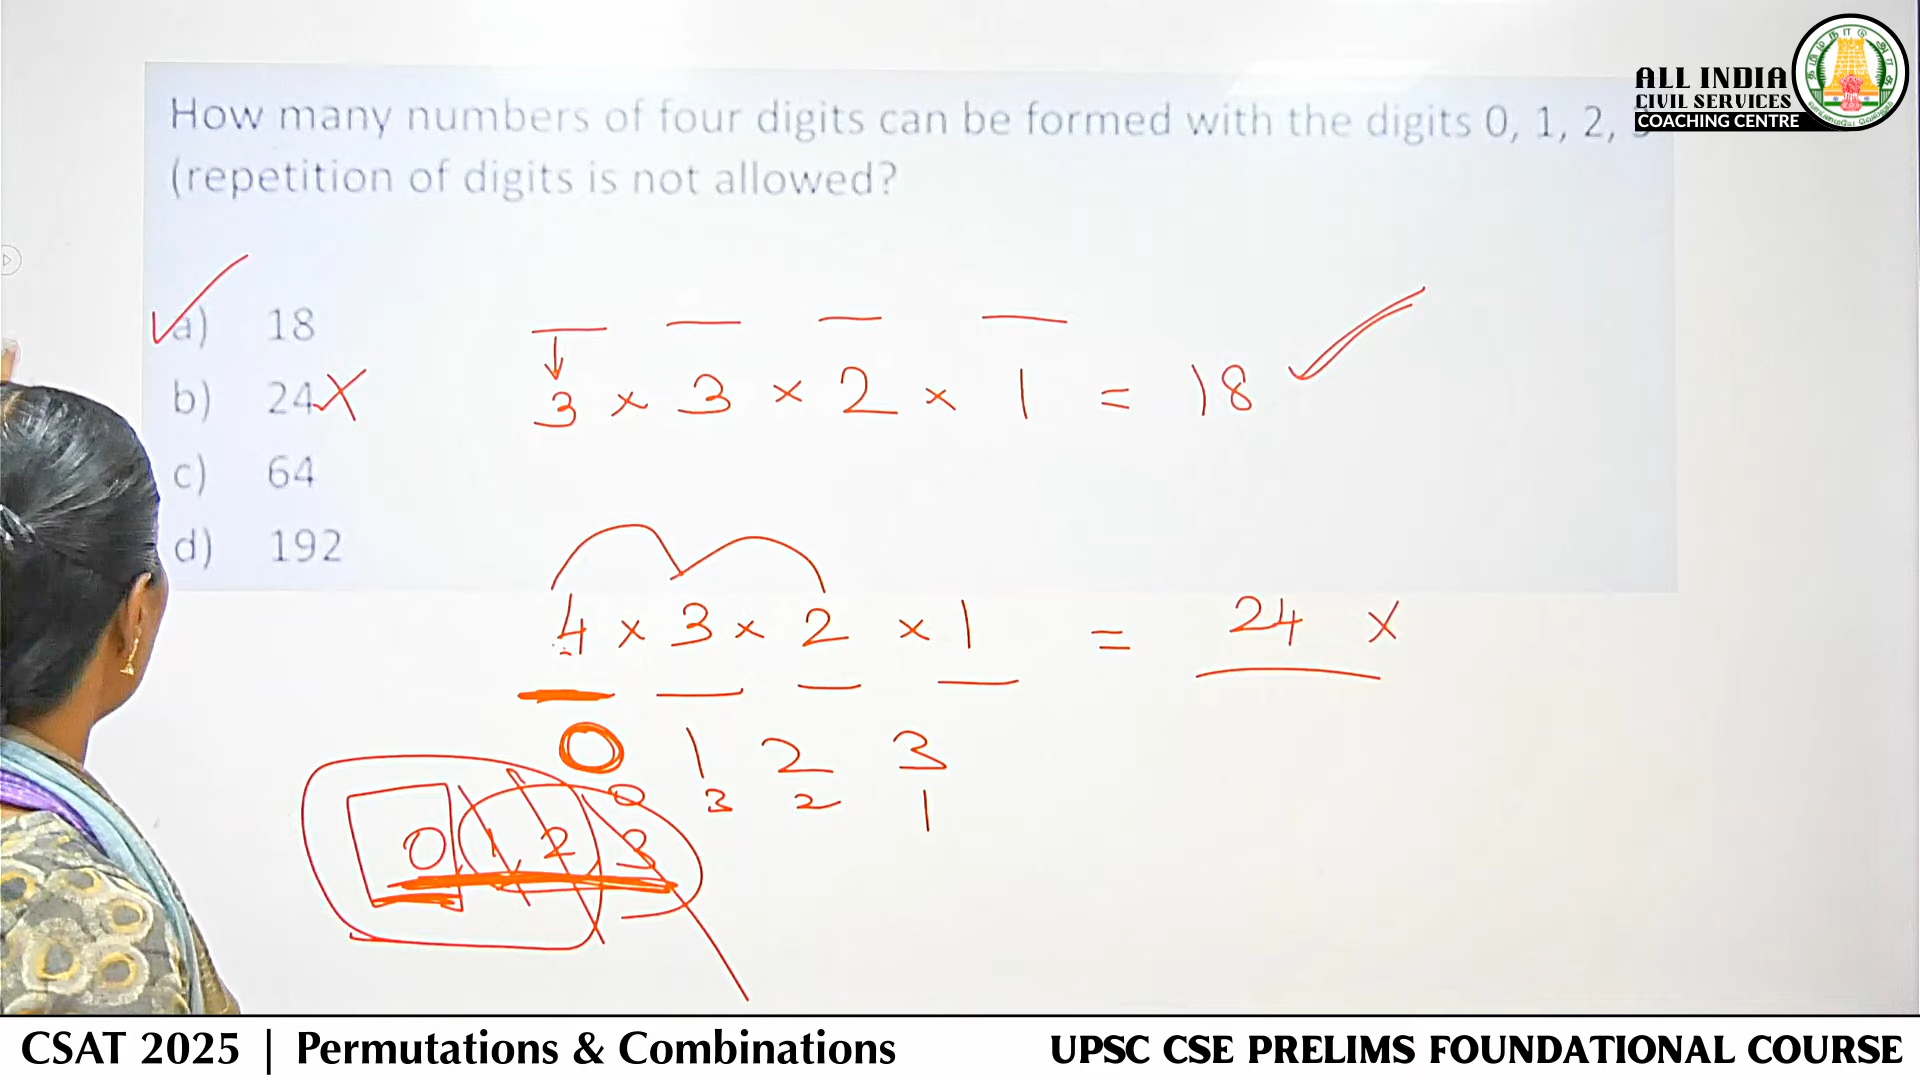 ALL INDIA
CIVIL SERVICES
COACHING CENTRE
How many numbers of four digits can be formed with the digits 0, 1, 2, 3
(repetition of digits is not allowed?
a) 18
b) 24 X
c) 64
d) 192
3 × 3 × 2 × 1 = 18
4 × 3 × 2 × 1 = 24 X
0 1 2 3
0 3 2 1
0 1 2 3
CSAT 2025 | Permutations & Combinations
UPSC CSE PRELIMS FOUNDATIONAL COURSE